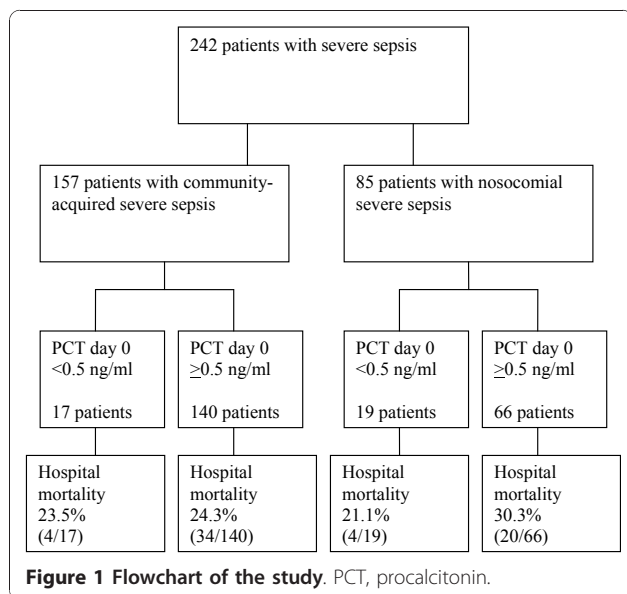 242 patients with severe sepsis
157 patients with community-
acquired severe sepsis
85 patients with nosocomial
severe sepsis
PCT day 0
<0.5 ng/ml
17 patients
PCT day 0
≥0.5 ng/ml
140 patients
PCT day 0
<0.5 ng/ml
19 patients
PCT day 0
≥0.5 ng/ml
66 patients
Hospital
mortality
23.5%
(4/17)
Hospital
mortality
24.3%
(34/140)
Hospital
mortality
21.1%
(4/19)
Hospital
mortality
30.3%
(20/66)
Figure 1 Flowchart of the study. PCT, procalcitonin.